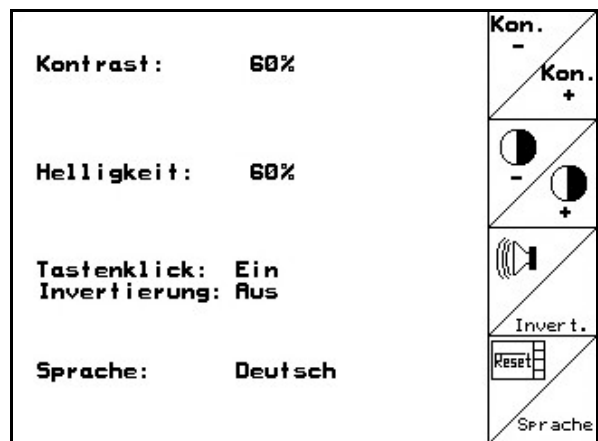 Kon.
-
Kon.
+
Kontrast: 60%
Helligkeit: 60%
-
+
Tastenklick: Ein
Invertierung: Aus
Invert.
Reset
Sprache: Deutsch
Sprache